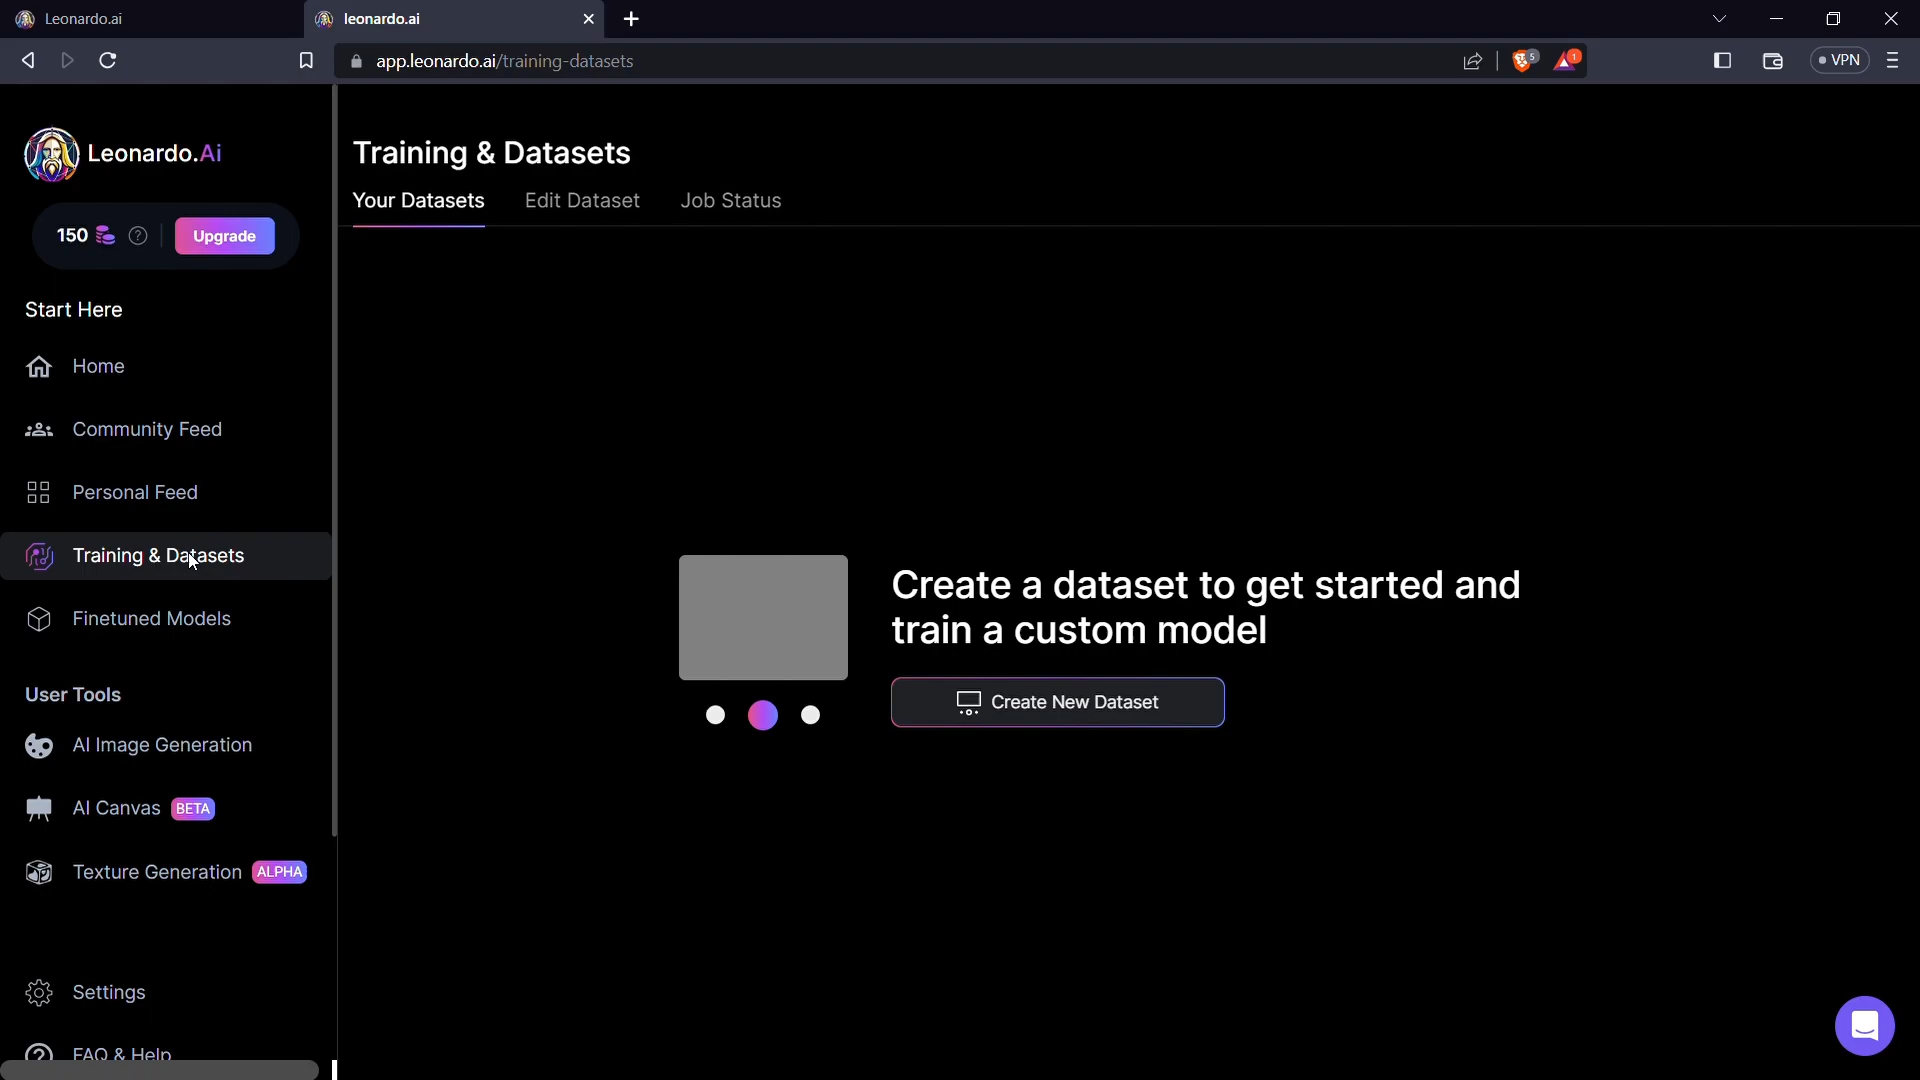 Leonardo.ai
leonardo.ai
app.leonardo.ai/training-datasets
5
1
VPN
Leonardo.Ai
150
Upgrade
Start Here
Home
Community Feed
Personal Feed
Training & Datasets
Finetuned Models
User Tools
AI Image Generation
AI Canvas BETA
Texture Generation ALPHA
Settings
FAQ & Help
Training & Datasets
Your Datasets Edit Dataset Job Status
Create a dataset to get started and
train a custom model
Create New Dataset